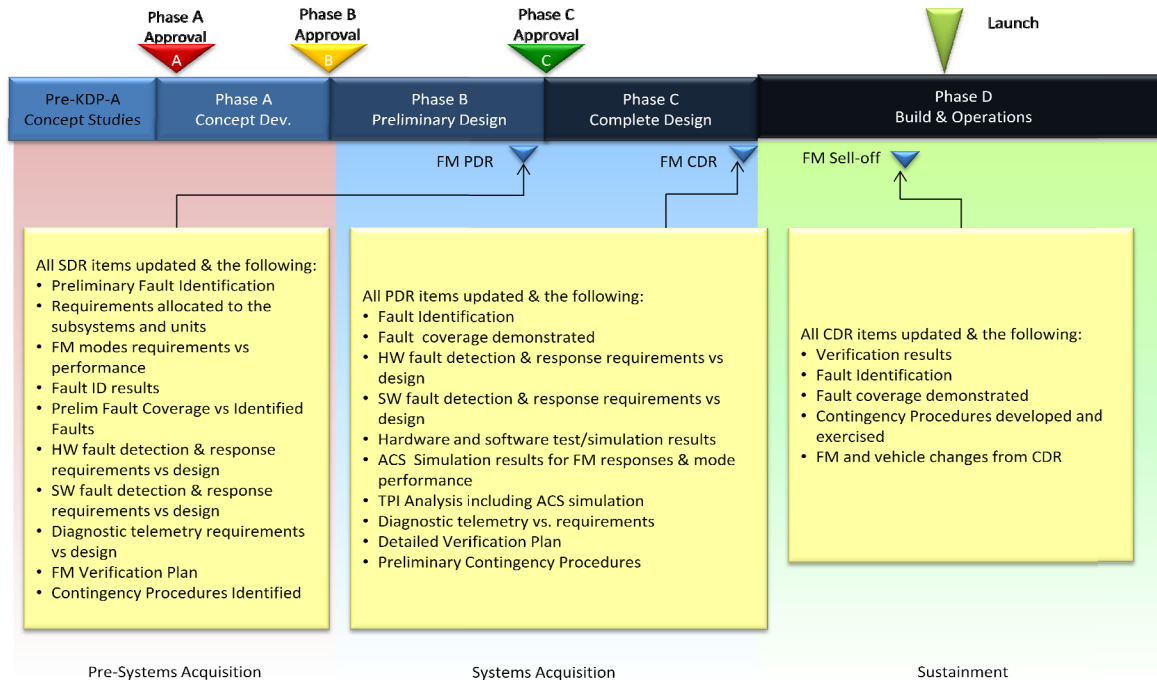 Phase A
Approval
Phase B
Approval
Phase C
Approval
Launch
A
B
C
Pre-KDP-A
Concept Studies
Phase A
Concept Dev.
Phase B
Preliminary Design
Phase C
Complete Design
Phase D
Build & Operations
FM PDR
FM CDR
FM Sell-off
All SDR items updated & the following:
• Preliminary Fault Identification
• Requirements allocated to the
subsystems and units
• FM modes requirements vs
performance
• Fault ID results
• Prelim Fault Coverage vs Identified
Faults
• HW fault detection & response
requirements vs design
• SW fault detection & response
requirements vs design
• Diagnostic telemetry requirements
vs design
• FM Verification Plan
• Contingency Procedures Identified
All PDR items updated & the following:
• Fault Identification
• Fault coverage demonstrated
• HW fault detection & response requirements vs
design
• SW fault detection & response requirements vs
design
• Hardware and software test/simulation results
• ACS Simulation results for FM responses & mode
performance
• TPI Analysis including ACS simulation
• Diagnostic telemetry vs. requirements
• Detailed Verification Plan
• Preliminary Contingency Procedures
All CDR items updated & the following:
• Verification results
• Fault Identification
• Fault coverage demonstrated
• Contingency Procedures developed and
exercised
• FM and vehicle changes from CDR
Pre-Systems Acquisition
Systems Acquisition
Sustainment